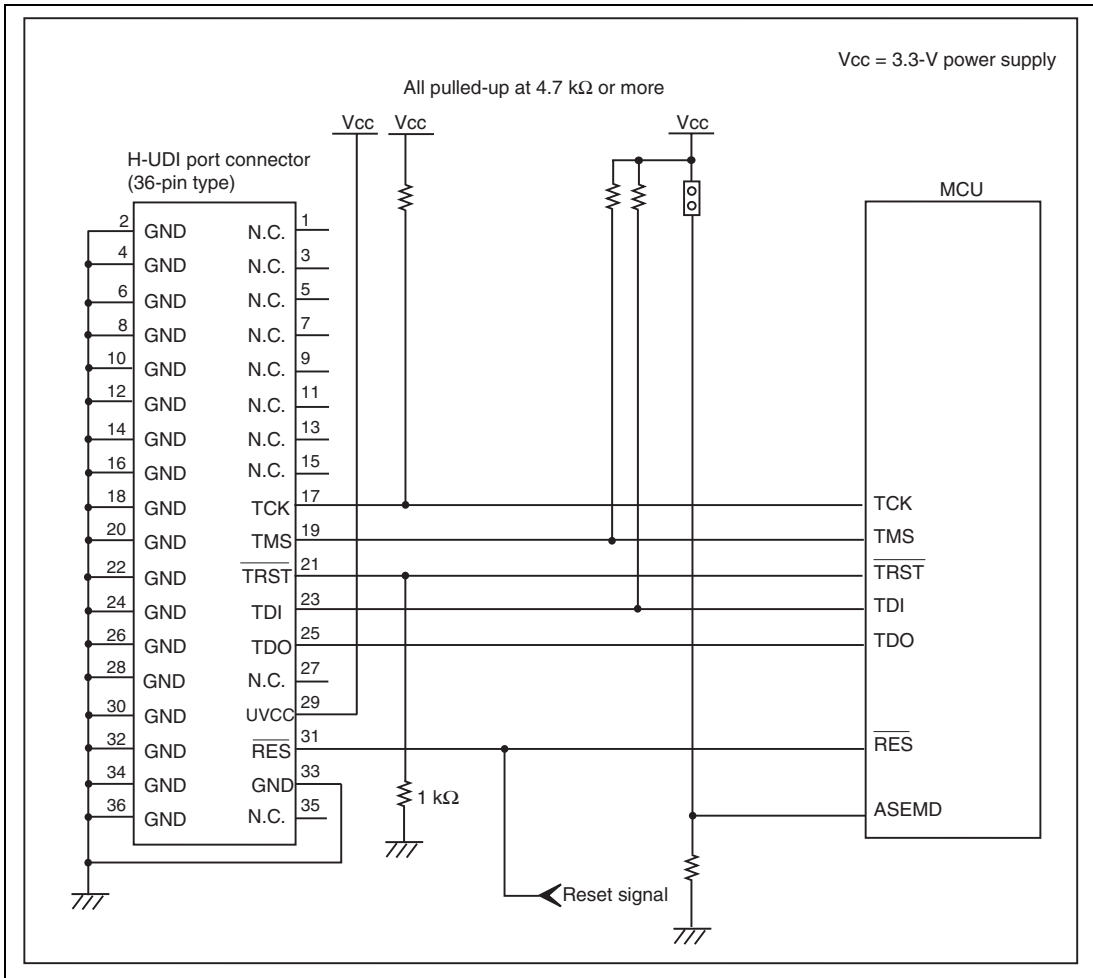 Vcc = 3.3-V power supply
All pulled-up at 4.7 kΩ or more
Vcc Vcc Vcc
H-UDI port connector
(36-pin type)
MCU
2 GND N.C. 1
4 GND N.C. 3
6 GND N.C. 5
8 GND N.C. 7
10 GND N.C. 9
12 GND N.C. 11
14 GND N.C. 13
16 GND N.C. 15
18 GND TCK 17 TCK
20 GND TMS 19 TMS
22 GND TRST 21 TRST
24 GND TDI 23 TDI
26 GND TDO 25 TDO
28 GND N.C. 27
30 GND UVCC 29
32 GND RES 31 RES
34 GND GND 33
36 GND N.C. 35
1 kΩ
ASEMD
Reset signal